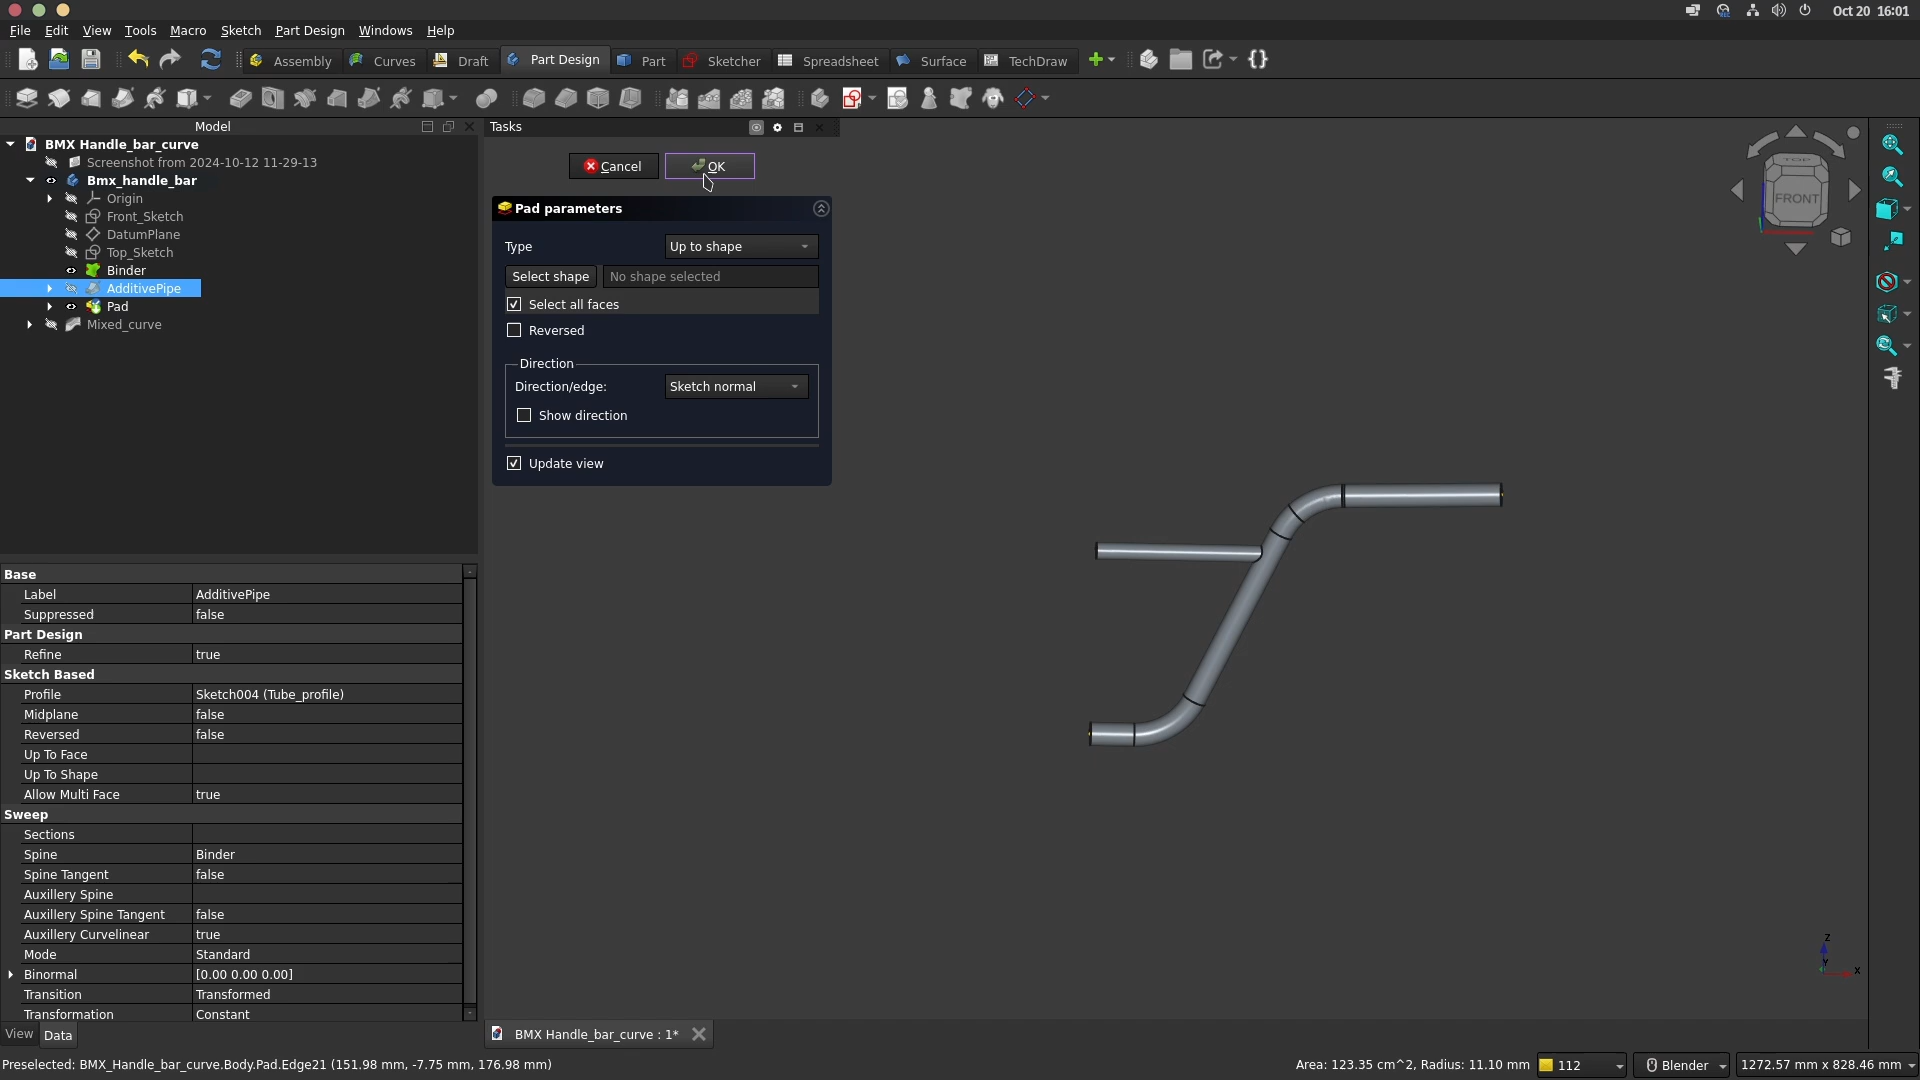 Oct 20 16:01
File Edit View Tools Macro Sketch Part Design Windows Help
Assembly Curves Draft Part Design Part Sketcher Spreadsheet Surface TechDraw
Model
BMX Handle_bar_curve
Screenshot from 2024-10-12 11-29-13
Bmx_handle_bar
Origin
Front_Sketch
DatumPlane
Top_Sketch
Binder
AdditivePipe
Pad
Mixed_curve
Tasks
Cancel OK
Pad parameters
Type Up to shape
Select shape No shape selected
Select all faces
Reversed
Direction
Direction/edge: Sketch normal
Show direction
Update view
TOP
FRONT
Base
Label AdditivePipe
Suppressed false
Part Design
Refine true
Sketch Based
Profile Sketch004 (Tube_profile)
Midplane false
Reversed false
Up To Face
Up To Shape
Allow Multi Face true
Sweep
Sections
Spine Binder
Spine Tangent false
Auxillery Spine
Auxillery Spine Tangent false
Auxillery Curvelinear true
Mode Standard
Binormal [0.00 0.00 0.00]
Transition Transformed
Transformation Constant
View Data
Z
Y
X
BMX Handle_bar_curve : 1*
Preselected: BMX_Handle_bar_curve.Body.Pad.Edge21 (151.98 mm, -7.75 mm, 176.98 mm)
Area: 123.35 cm^2, Radius: 11.10 mm 112 Blender 1272.57 mm x 828.46 mm